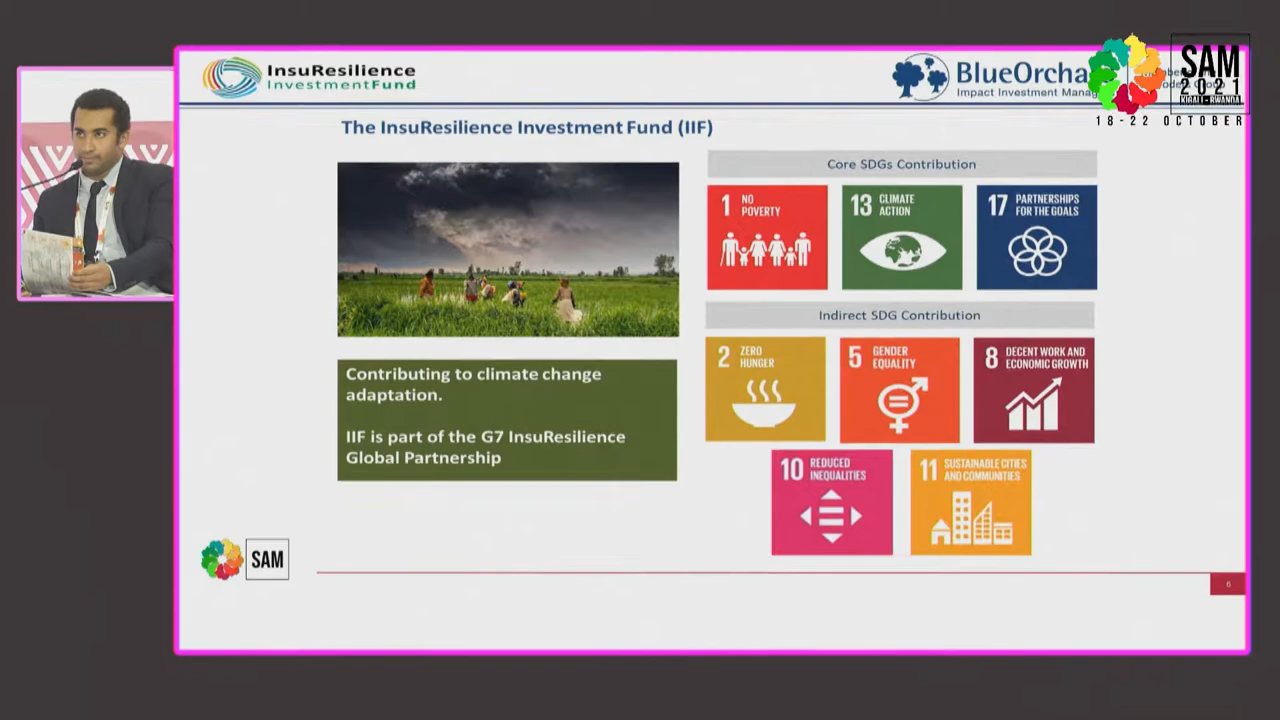 InsuResilience
InvestmentFund
BlueOrcha
Impact Investment Manag
SAM
2021
KIGALI - RWANDA
18-22 OCTOBER
The InsuResilience Investment Fund (IIF)
Core SDGs Contribution
1 NO
POVERTY
13 CLIMATE
ACTION
17 PARTNERSHIPS
FOR THE GOALS
Indirect SDG Contribution
2 ZERO
HUNGER
5 GENDER
EQUALITY
8 DECENT WORK AND
ECONOMIC GROWTH
10 REDUCED
INEQUALITIES
11 SUSTAINABLE CITIES
AND COMMUNITIES
Contributing to climate change
adaptation.
IIF is part of the G7 InsuResilience
Global Partnership
SAM
6